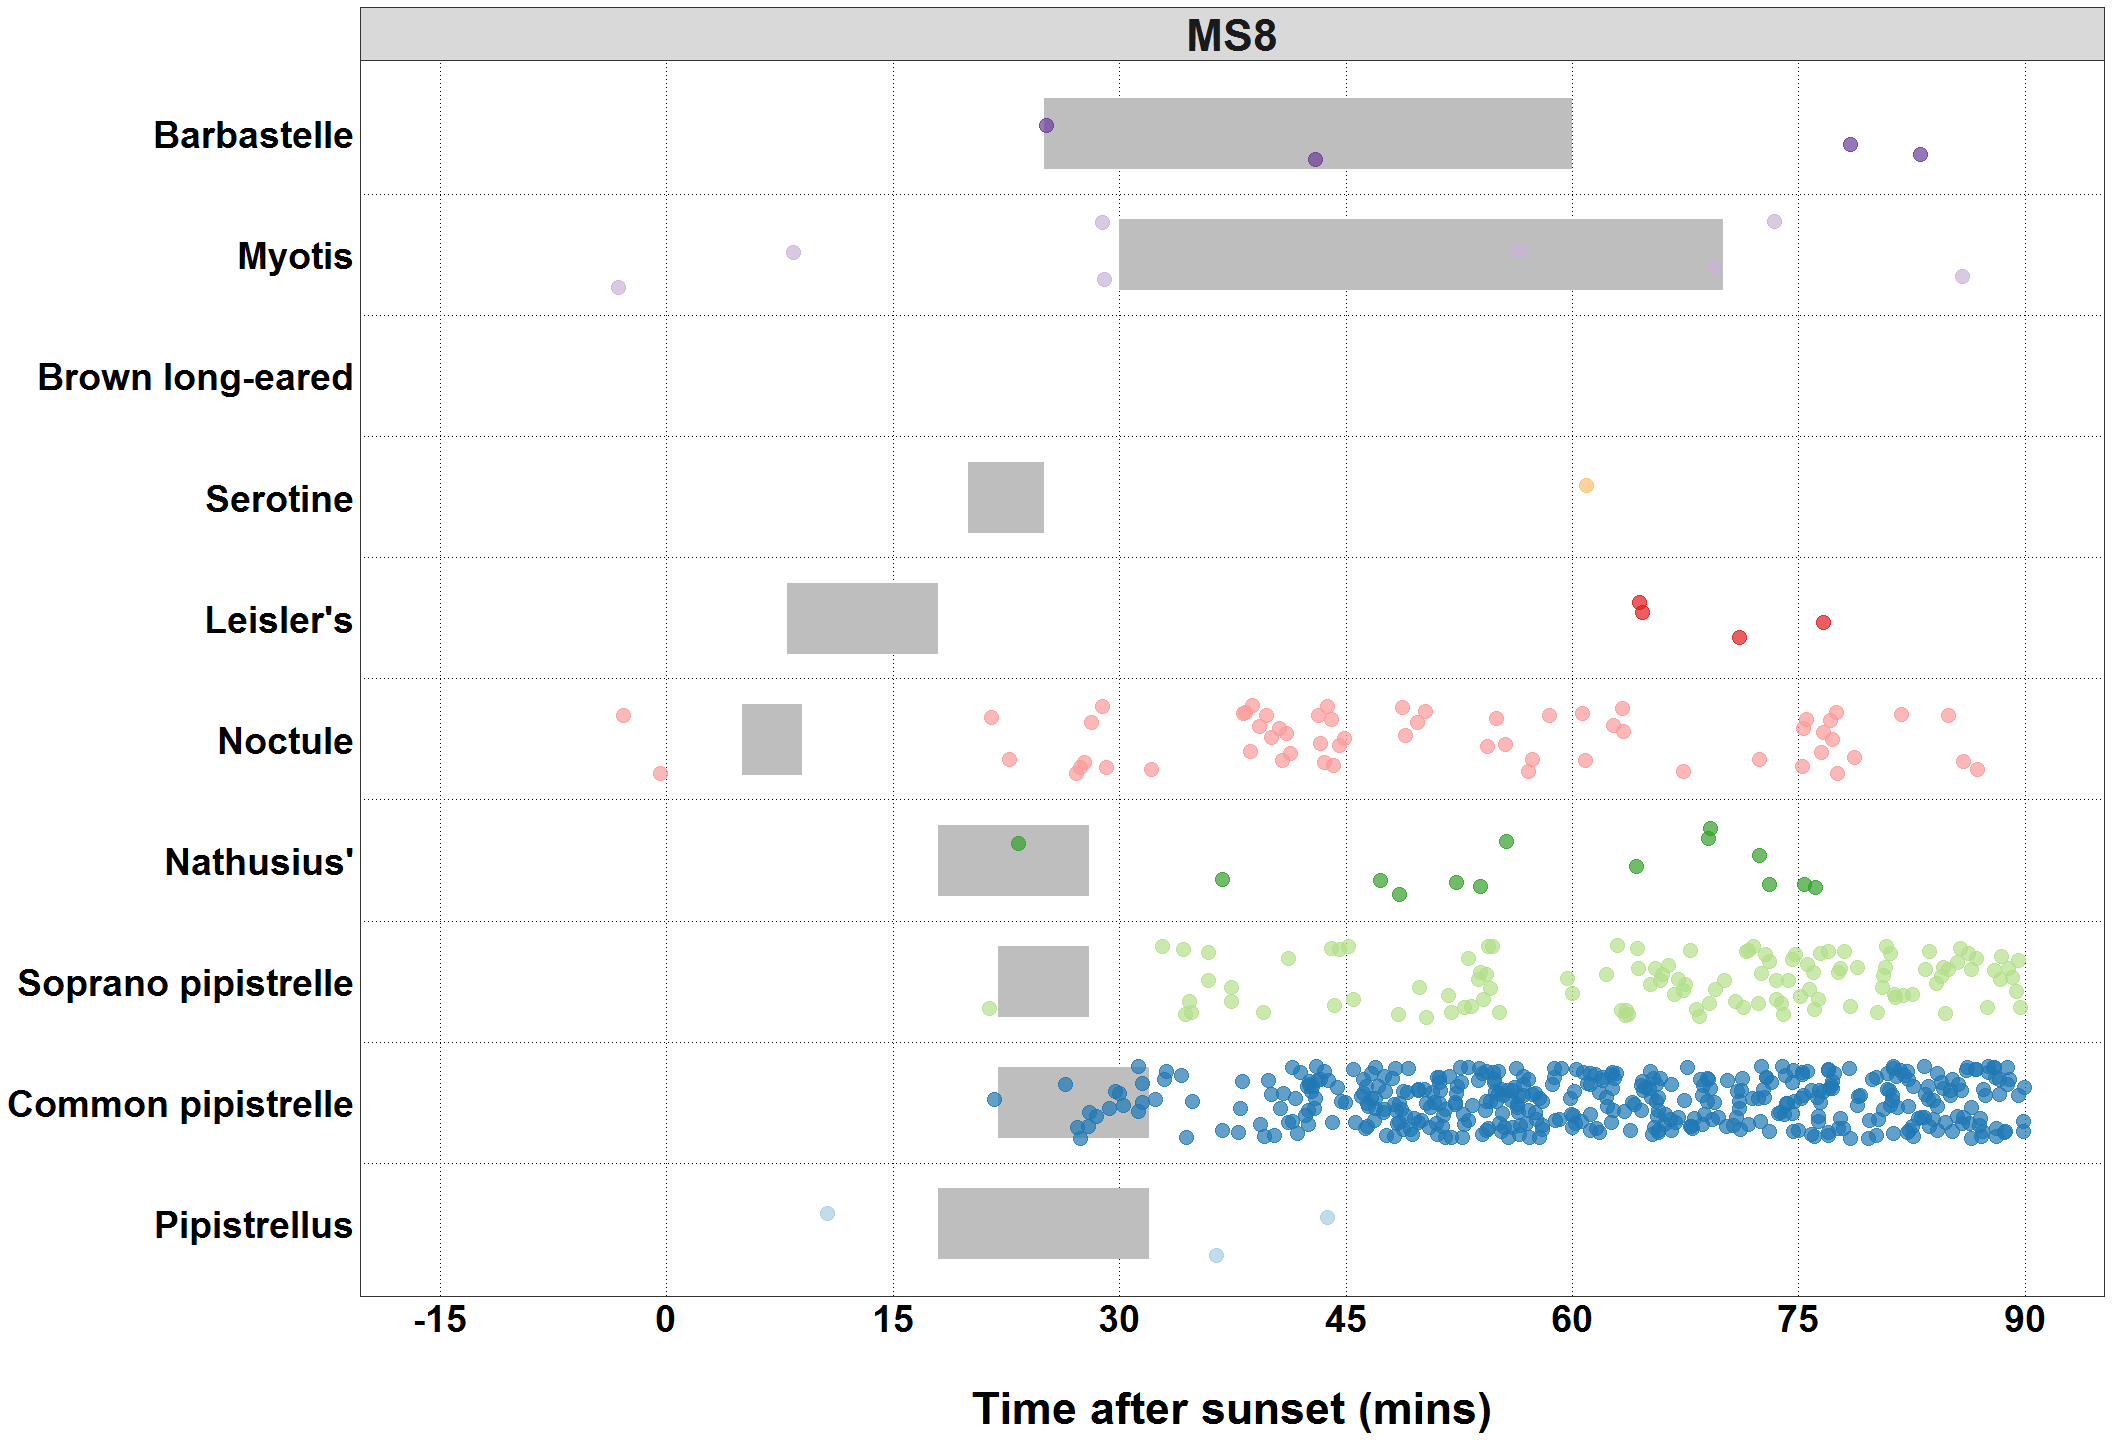 MS8
Barbastelle
Myotis
Brown long-eared
Serotine
Leisler's
Noctule
Nathusius'
Soprano pipistrelle
Common pipistrelle
Pipistrellus
-15 0 15 30 45 60 75 90
Time after sunset (mins)